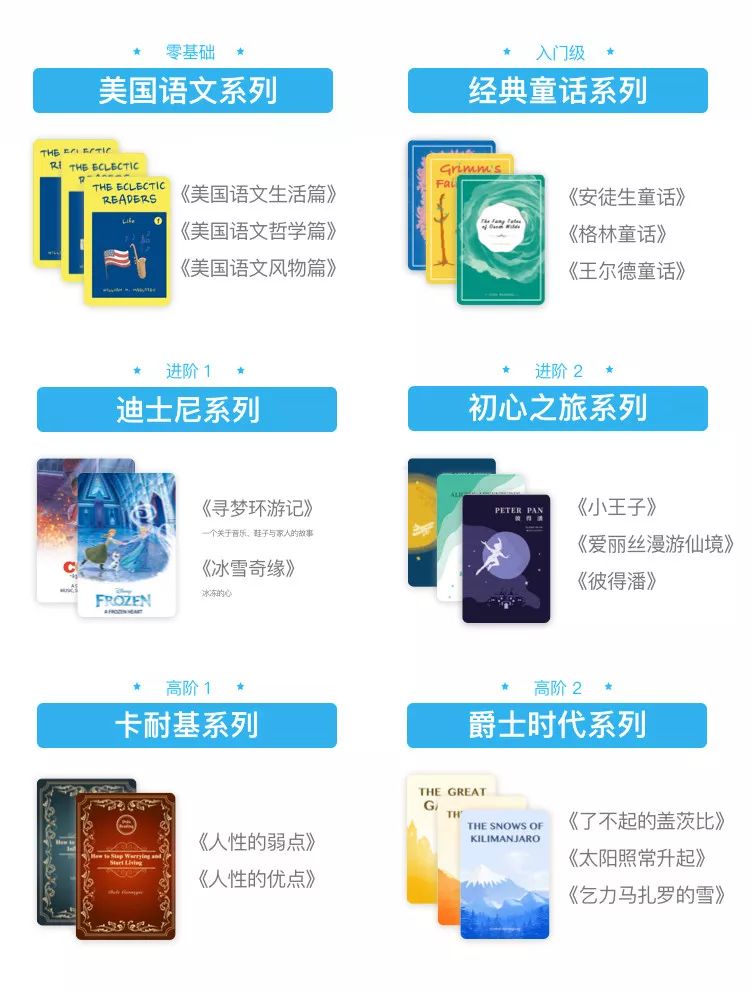 零基础
美国语文系列
THE ECLECTIC
THE ECLECTIC
THE ECLECTIC
READERS
Life
《美国语文生活篇》
《美国语文哲学篇》
《美国语文风物篇》
入门级
经典童话系列
Grimm's
The Fairy Tales
of Oscar Wilde
《安徒生童话》
《格林童话》
《王尔德童话》
进阶 1
迪士尼系列
Disney
FROZEN
A FROZEN HEART
《寻梦环游记》
一个关于音乐、鞋子与家人的故事
《冰雪奇缘》
冰冻的心
进阶 2
初心之旅系列
PETER PAN
彼得潘
《小王子》
《爱丽丝漫游仙境》
《彼得潘》
高阶 1
卡耐基系列
How to Stop Worrying and
Start Living
Dale Carnegie
《人性的弱点》
《人性的优点》
高阶 2
爵士时代系列
THE GREAT
THE SNOWS OF
KILIMANJARO
《了不起的盖茨比》
《太阳照常升起》
《乞力马扎罗的雪》